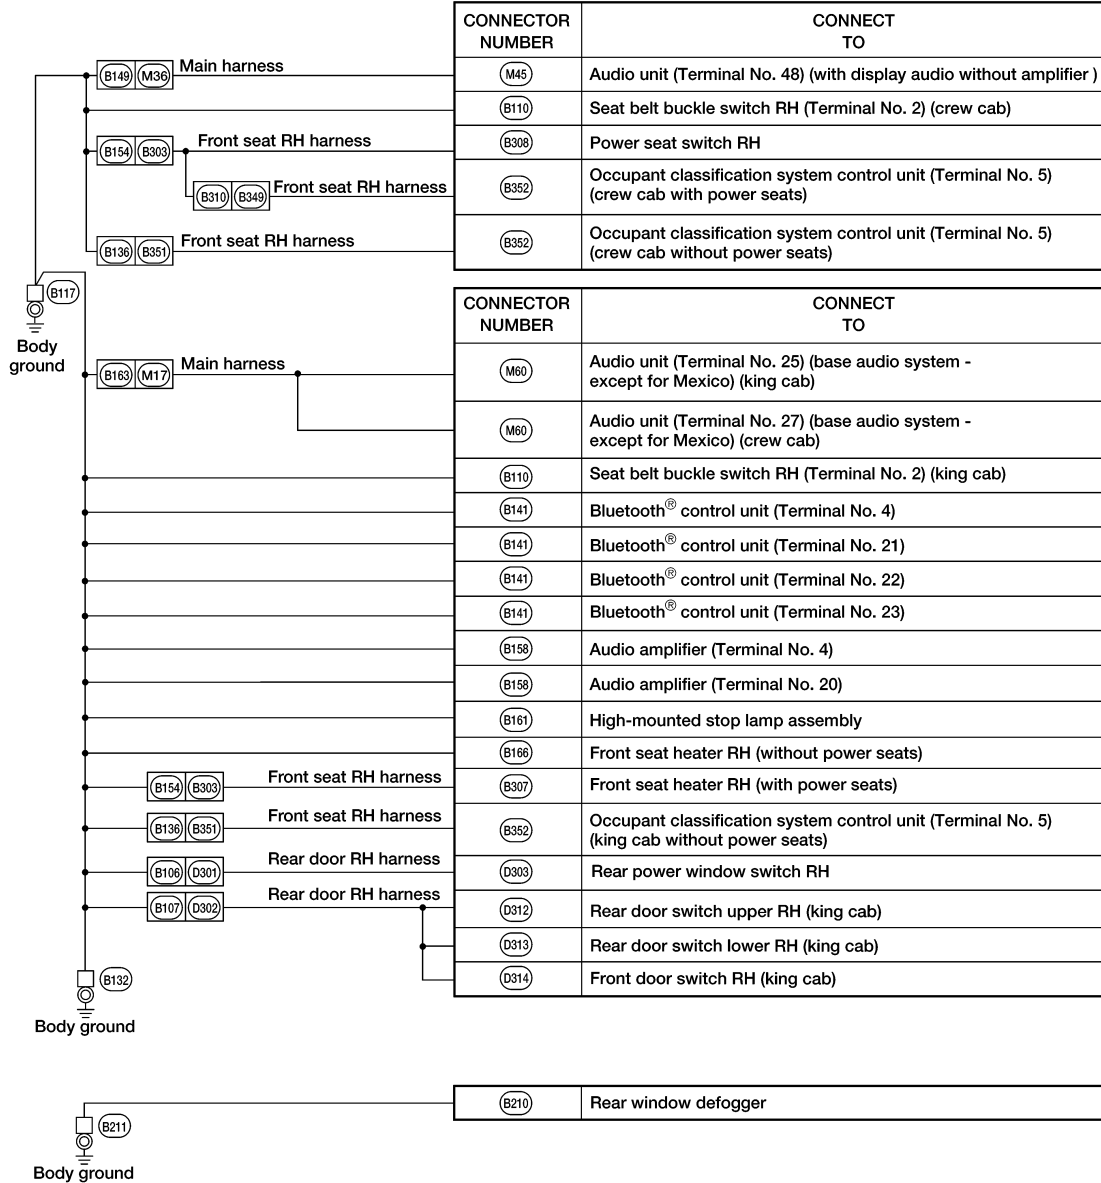 CONNECTOR NUMBER CONNECT TO
B149 M36 Main harness M45 Audio unit (Terminal No. 48) (with display audio without amplifier )
B110 Seat belt buckle switch RH (Terminal No. 2) (crew cab)
B154 B303 Front seat RH harness B308 Power seat switch RH
B310 B349 Front seat RH harness B352 Occupant classification system control unit (Terminal No. 5)
(crew cab with power seats)
B136 B351 Front seat RH harness B352 Occupant classification system control unit (Terminal No. 5)
(crew cab without power seats)
B117
Body
ground
CONNECTOR NUMBER CONNECT TO
B163 M17 Main harness M60 Audio unit (Terminal No. 25) (base audio system -
except for Mexico) (king cab)
M60 Audio unit (Terminal No. 27) (base audio system -
except for Mexico) (crew cab)
B110 Seat belt buckle switch RH (Terminal No. 2) (king cab)
B141 Bluetooth® control unit (Terminal No. 4)
B141 Bluetooth® control unit (Terminal No. 21)
B141 Bluetooth® control unit (Terminal No. 22)
B141 Bluetooth® control unit (Terminal No. 23)
B158 Audio amplifier (Terminal No. 4)
B158 Audio amplifier (Terminal No. 20)
B161 High-mounted stop lamp assembly
B166 Front seat heater RH (without power seats)
B154 B303 Front seat RH harness B307 Front seat heater RH (with power seats)
B136 B351 Front seat RH harness B352 Occupant classification system control unit (Terminal No. 5)
(king cab without power seats)
B106 D301 Rear door RH harness D303 Rear power window switch RH
B107 D302 Rear door RH harness D312 Rear door switch upper RH (king cab)
D313 Rear door switch lower RH (king cab)
D314 Front door switch RH (king cab)
B132
Body ground
B210 Rear window defogger
B211
Body ground